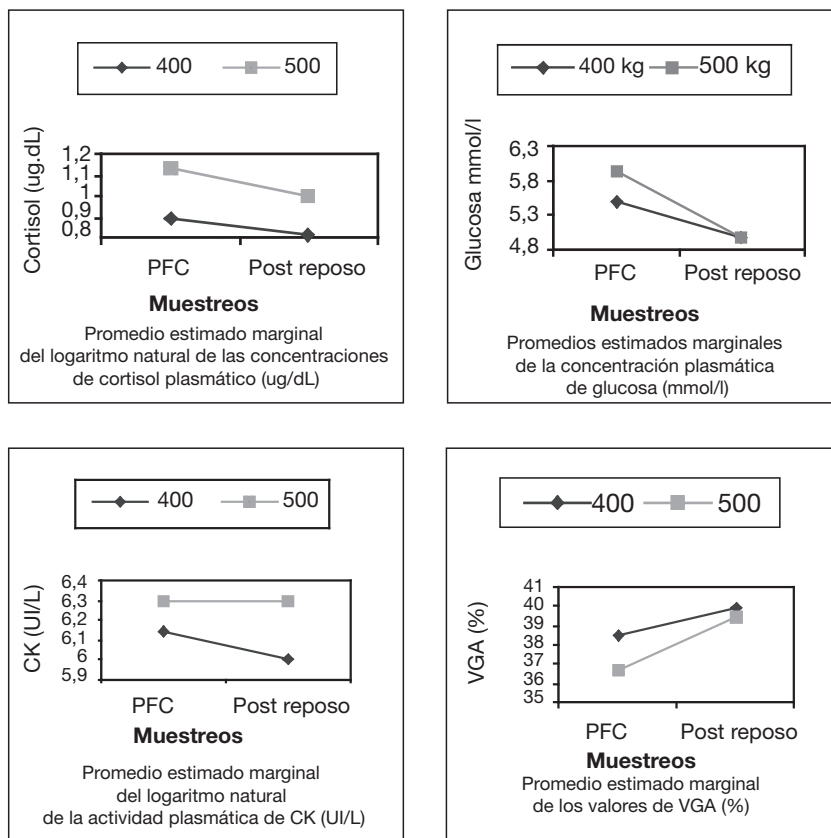 400 500
Cortisol (ug.dL)
1,2
1,1
1
0,9
0,8
PFC Post reposo
Muestreos
Promedio estimado marginal
del logaritmo natural de las concentraciones
de cortisol plasmático (ug/dL)
400 kg 500 kg
Glucosa mmol/l
6,3
5,8
5,3
4,8
PFC Post reposo
Muestreos
Promedios estimados marginales
de la concentración plasmática
de glucosa (mmol/l)
400 500
CK (UI/L)
6,4
6,3
6,2
6,1
6
5,9
PFC Post reposo
Muestreos
Promedio estimado marginal
del logaritmo natural
de la actividad plasmática de CK (UI/L)
400 500
VGA (%)
41
40
39
38
37
36
35
PFC Post reposo
Muestreos
Promedio estimado marginal
de los valores de VGA (%)